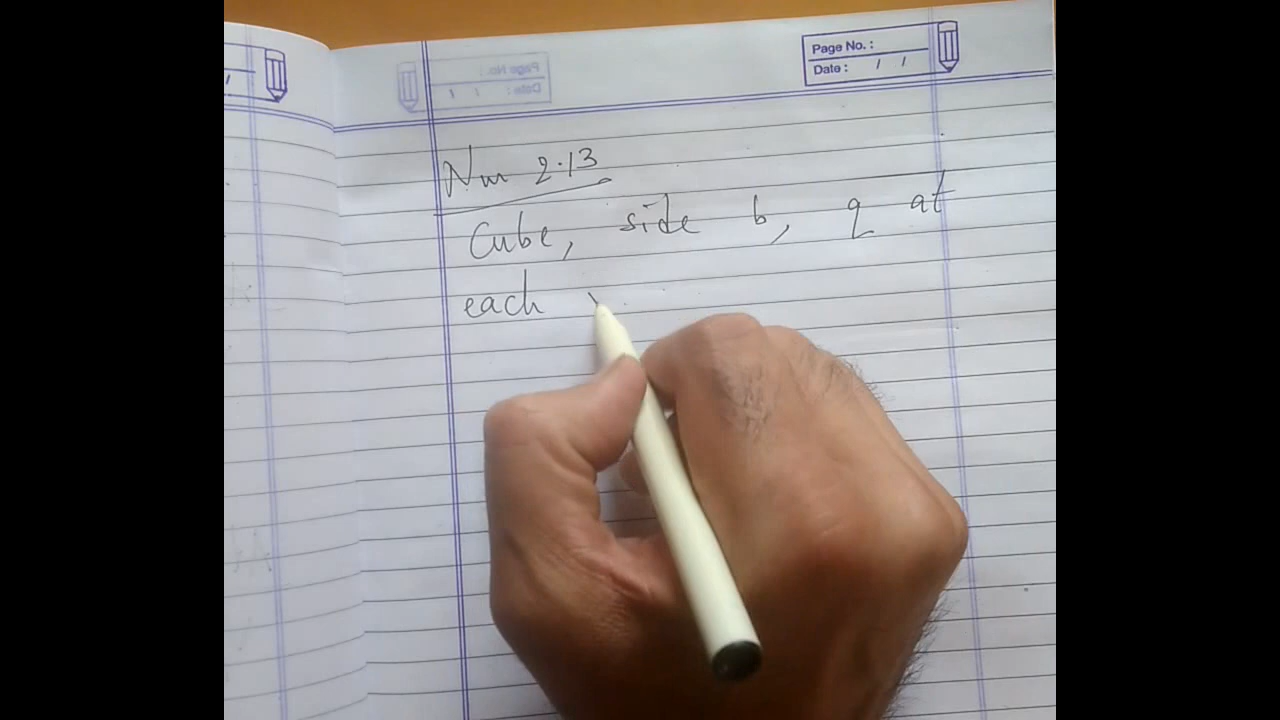 Page No. :
Date : / /
Num 2.13
Cube, side b, q at
each